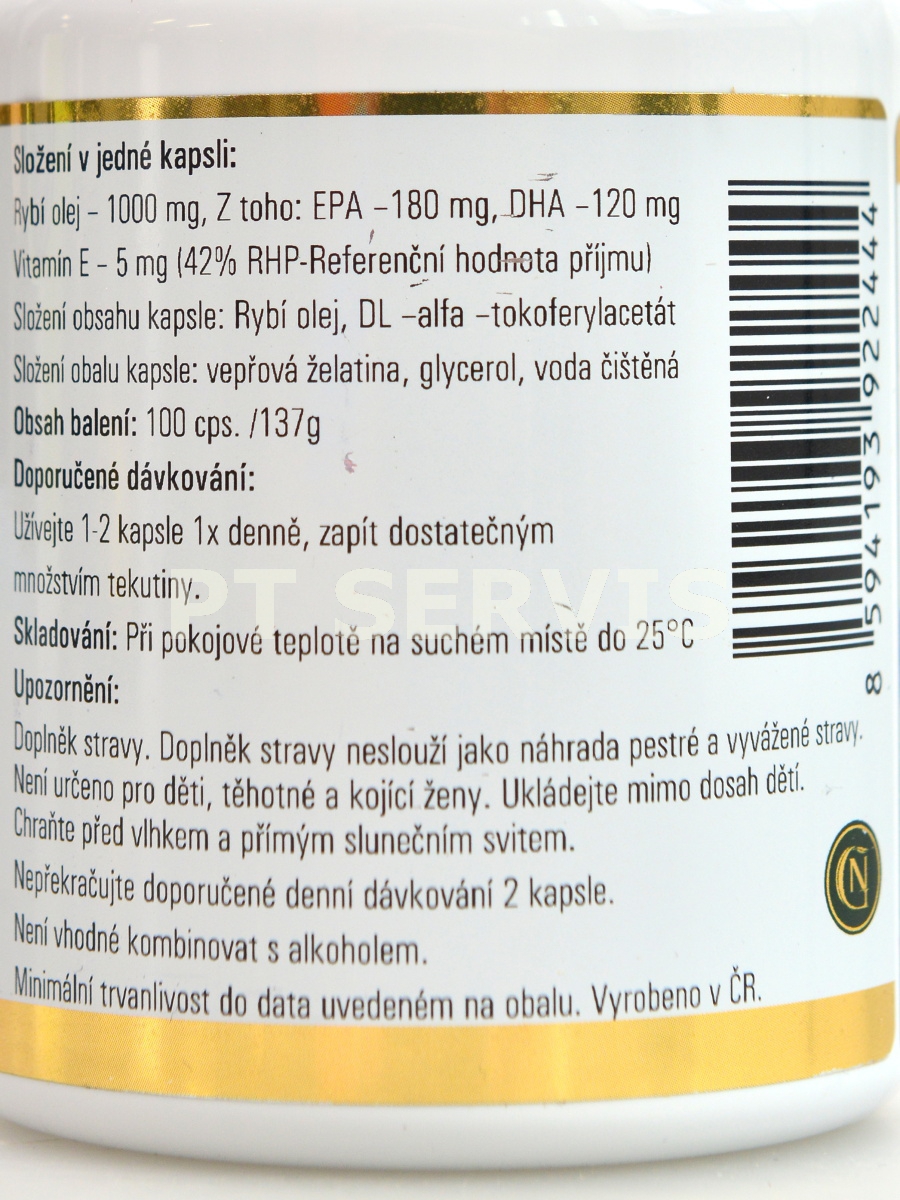 Složení v jedné kapsli:
Rybí olej – 1000 mg, Z toho: EPA –180 mg, DHA –120 mg
Vitamín E – 5 mg (42% RHP-Referenční hodnota příjmu)
Složení obsahu kapsle: Rybí olej, DL –alfa –tokoferylacetát
Složení obalu kapsle: vepřová želatina, glycerol, voda čištěná
Obsah balení: 100 cps. /137g
Doporučené dávkování:
Užívejte 1-2 kapsle 1x denně, zapít dostatečným
množstvím tekutiny.
PT SERVIS
Skladování: Při pokojové teplotě na suchém místě do 25°C
Upozornění:
Doplněk stravy. Doplněk stravy neslouží jako náhrada pestré a vyvážené stravy.
Není určeno pro děti, těhotné a kojící ženy. Ukládejte mimo dosah dětí.
Chraňte před vlhkem a přímým slunečním svitem.
Nepřekračujte doporučené denní dávkování 2 kapsle.
Není vhodné kombinovat s alkoholem.
Minimální trvanlivost do data uvedeném na obalu. Vyrobeno v ČR.
8 594193 922444